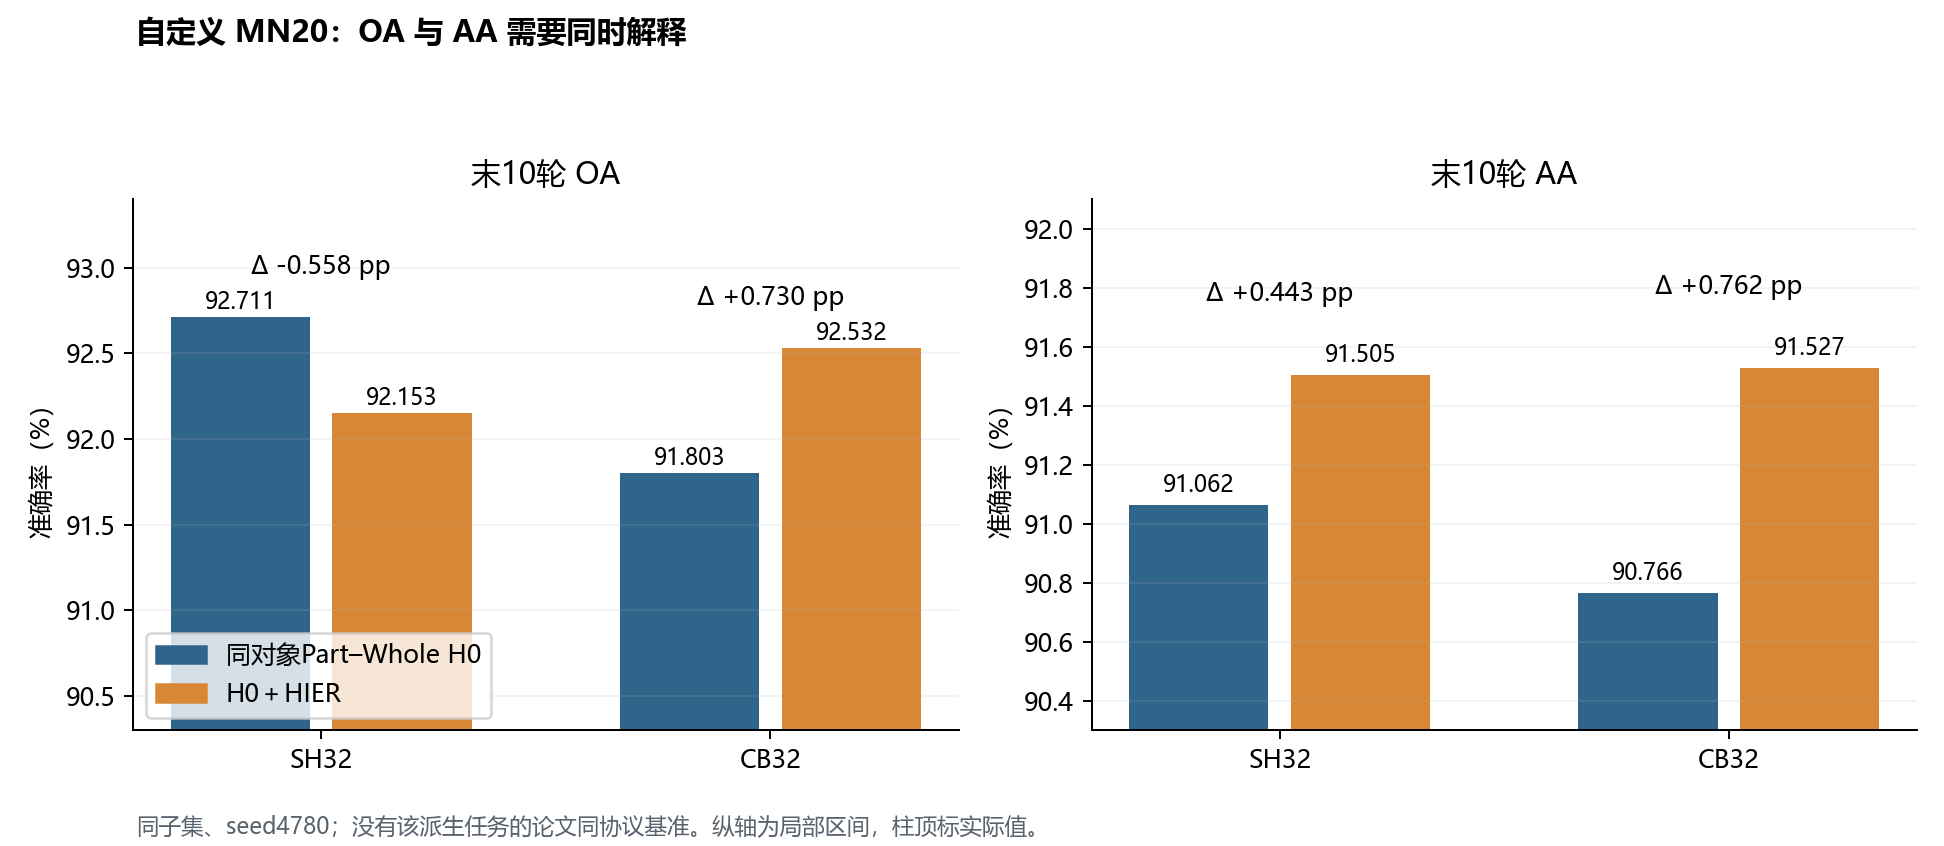 自定义 MN20：OA 与 AA 需要同时解释
末10轮 OA
准确率（%）
93.0
92.5
92.0
91.5
91.0
90.5
Δ -0.558 pp
92.711
92.153
Δ +0.730 pp
91.803
92.532
同对象Part–Whole H0
H0 + HIER
SH32
CB32
末10轮 AA
准确率（%）
92.0
91.8
91.6
91.4
91.2
91.0
90.8
90.6
90.4
Δ +0.443 pp
91.062
91.505
Δ +0.762 pp
90.766
91.527
SH32
CB32
同子集、seed4780；没有该派生任务的论文同协议基准。纵轴为局部区间，柱顶标实际值。